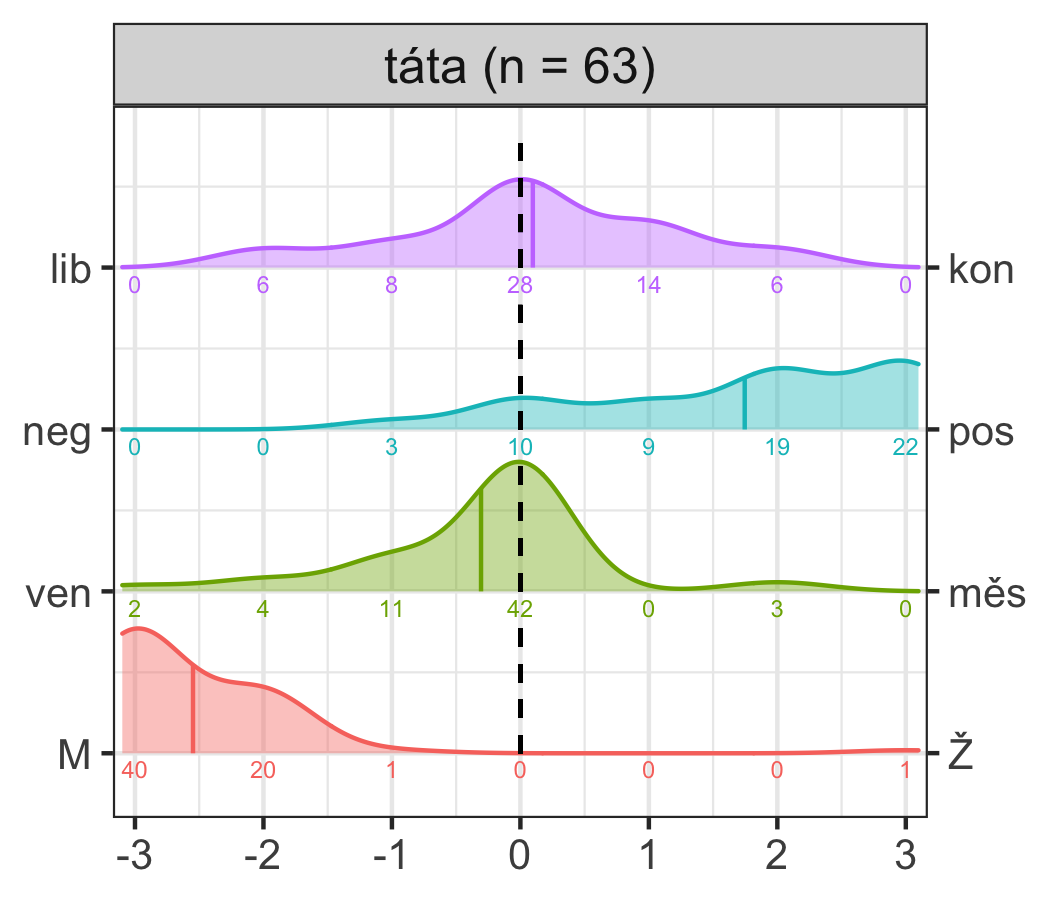 táta (n = 63)
lib kon
0 6 8 28 14 6 0
neg pos
0 0 3 10 9 19 22
ven měs
2 4 11 42 0 3 0
M Ž
40 20 1 0 0 0 1
-3 -2 -1 0 1 2 3